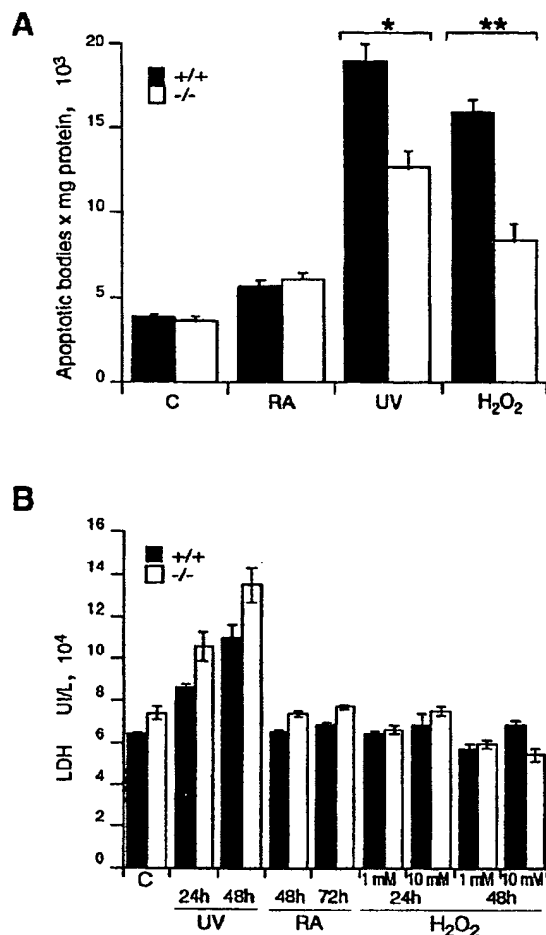 A
Apoptotic bodies x mg protein, 10³
20
15
10
5
0
+/+
-/-
*
**
C RA UV H₂O₂
B
LDH UI/L, 10⁴
16
14
12
10
8
6
4
2
0
+/+
-/-
C
1 mM 10 mM 1 mM 10 mM
24h 48h 48h 72h 24h 48h
UV RA H₂O₂